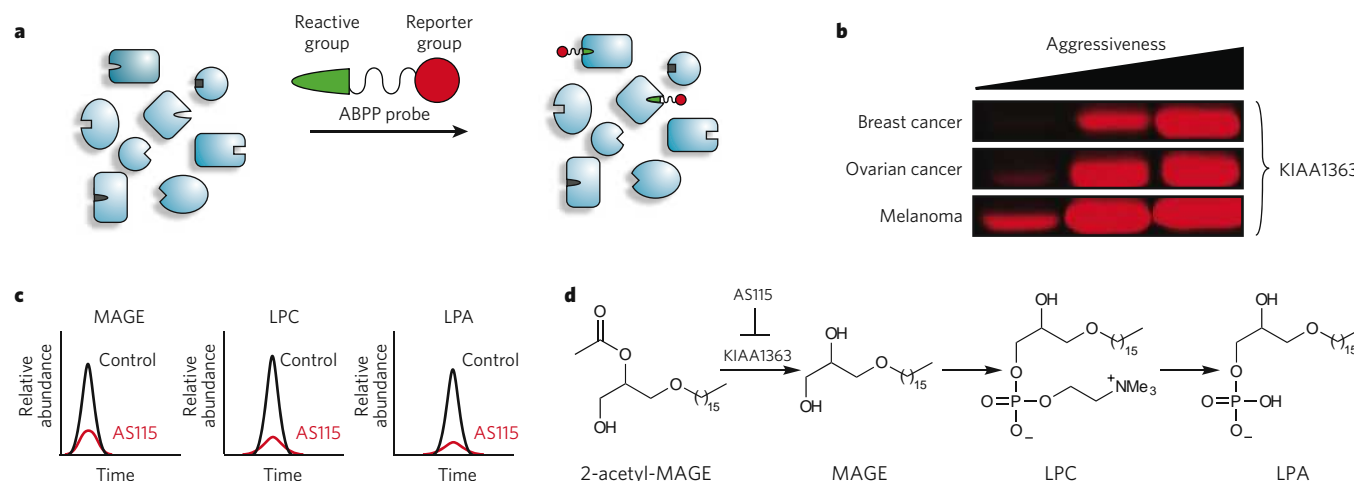 a
Reactive
group
Reporter
group
ABPP probe
b
Aggressiveness
Breast cancer
Ovarian cancer
Melanoma
KIAA1363
c
MAGE
LPC
LPA
Relative
abundance
Control
AS115
Time
Relative
abundance
Control
AS115
Time
Relative
abundance
Control
AS115
Time
d
O
O
O
( )15
OH
2-acetyl-MAGE
AS115
KIAA1363
OH
O
( )15
OH
MAGE
OH
O
( )15
O
O=P-O
O−
+
NMe3
LPC
OH
O
( )15
O
O=P-OH
O−
LPA